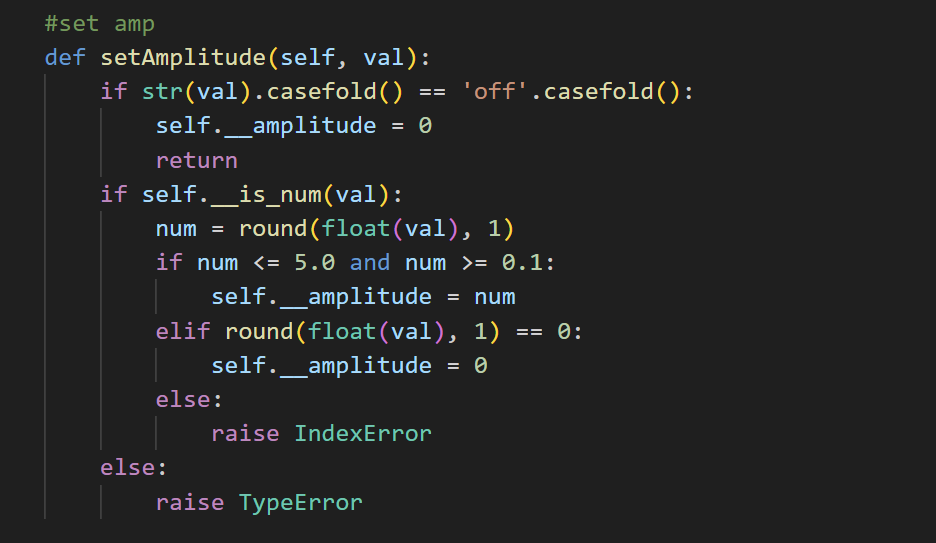 #set amp
def setAmplitude(self, val):
    if str(val).casefold() == 'off'.casefold():
        self.__amplitude = 0
        return
    if self.__is_num(val):
        num = round(float(val), 1)
        if num <= 5.0 and num >= 0.1:
            self.__amplitude = num
        elif round(float(val), 1) == 0:
            self.__amplitude = 0
        else:
            raise IndexError
    else:
        raise TypeError